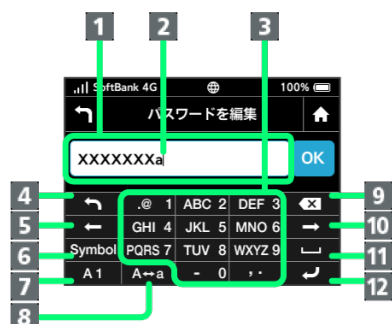 1 2 3
SoftBank 4G 100%
パスワードを編集
XXXXXXXa OK
4 .@ 1 ABC 2 DEF 3 9
5 GHI 4 JKL 5 MNO 6 10
6 Symbol PQRS 7 TUV 8 WXYZ 9 11
7 A 1 A↔a - 0 , . 12
8